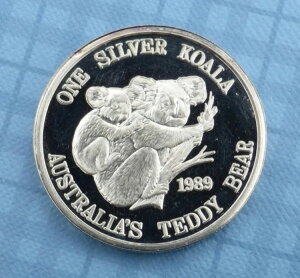 ONE SILVER KOALA
1989
AUSTRALIA'S TEDDY BEAR